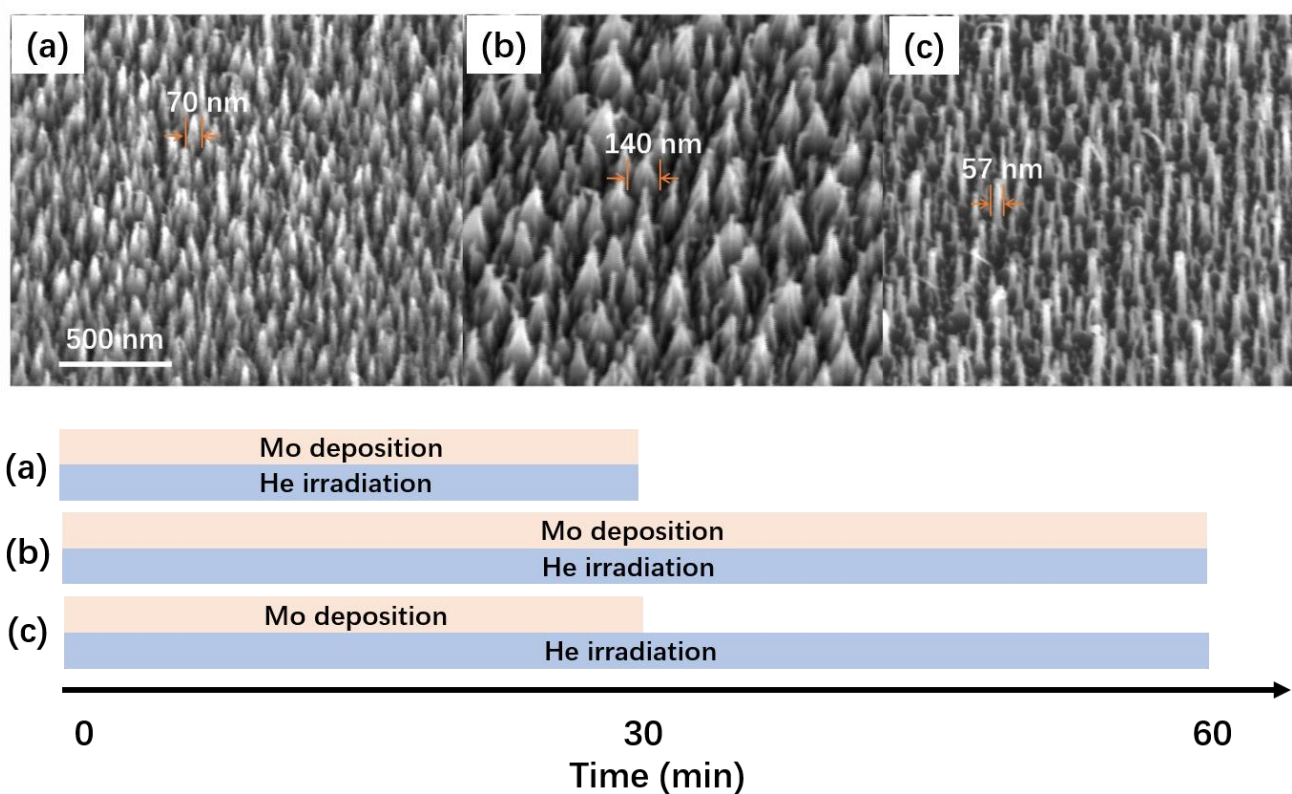 (a)
(b)
(c)
70 nm
140 nm
57 nm
500 nm
(a)
Mo deposition
He irradiation
(b)
Mo deposition
He irradiation
(c)
Mo deposition
He irradiation
0 30 60
Time (min)